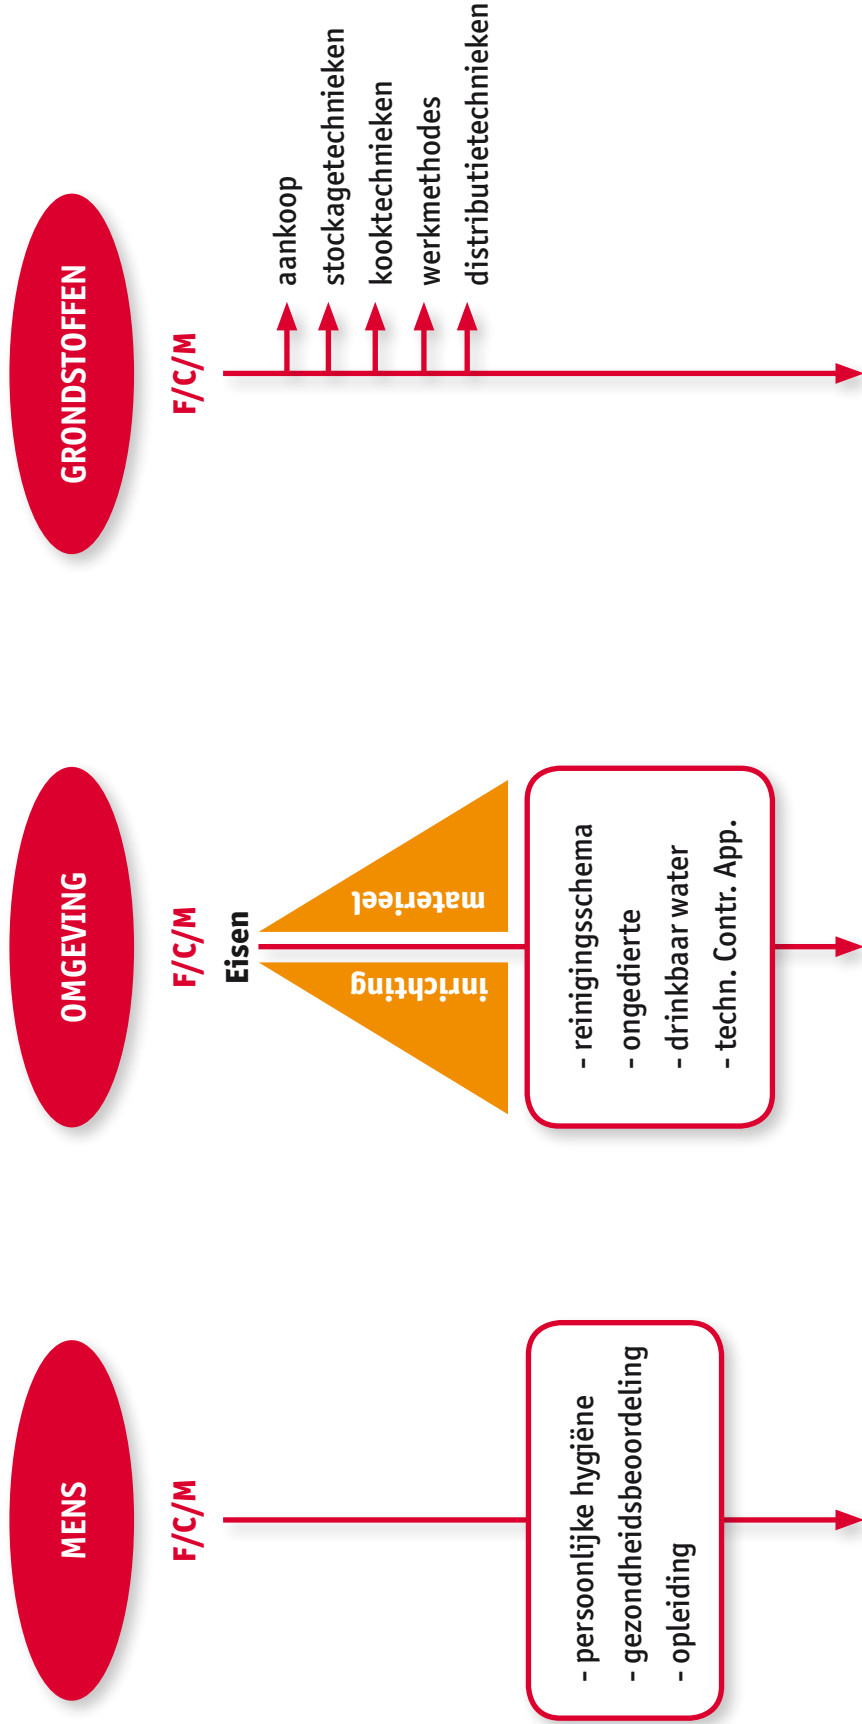 MENS
F/C/M
- persoonlijke hygiëne
- gezondheidsbeoordeling
- opleiding
OMGEVING
F/C/M
Eisen
inrichting
materieel
- reinigingsschema
- ongedierte
- drinkbaar water
- techn. Contr. App.
GRONDSTOFFEN
F/C/M
aankoop
stockagetechnieken
kooktechnieken
werkmethodes
distributietechnieken